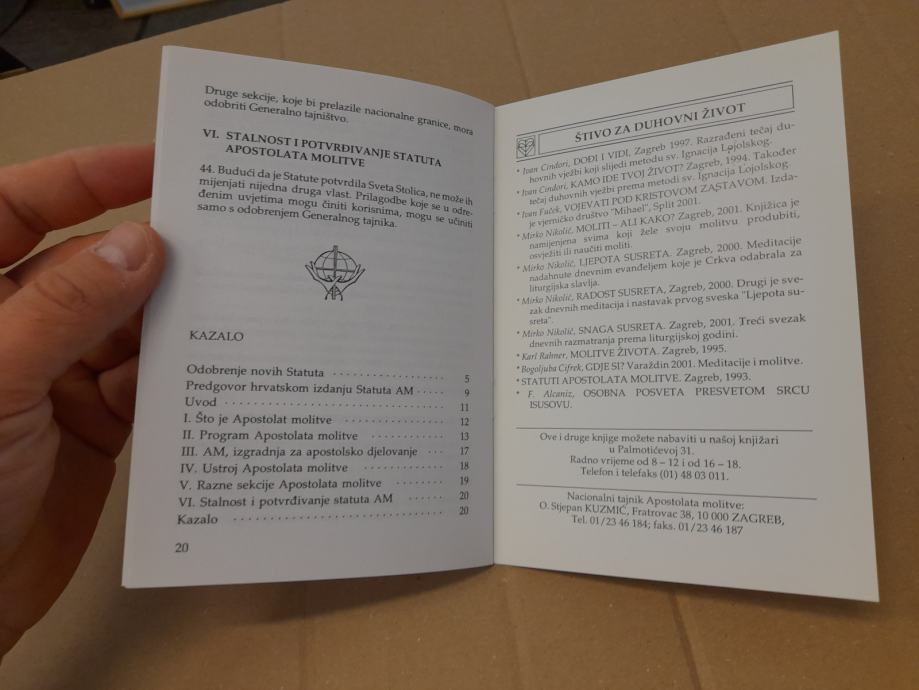 Druge sekcije, koje bi prelazile nacionalne granice, mora
odobriti Generalno tajništvo.
VI. STALNOST I POTVRĐIVANJE STATUTA
APOSTOLATA MOLITVE
44. Budući da je Statute potvrdila Sveta Stolica, ne može ih
mijenjati nijedna druga vlast. Prilagodbe koje se u odre-
đenim uvjetima mogu činiti korisnima, mogu se učiniti
samo s odobrenjem Generalnog tajnika.
KAZALO
Odobrenje novih Statuta 5
Predgovor hrvatskom izdanju Statuta AM 9
Uvod 11
I. Što je Apostolat molitve 12
II. Program Apostolata molitve 13
III. AM, izgradnja za apostolsko djelovanje 17
IV. Ustroj Apostolata molitve 18
V. Razne sekcije Apostolata molitve 19
VI. Stalnost i potvrđivanje statuta AM 20
Kazalo 20
20
ŠTIVO ZA DUHOVNI ŽIVOT
* Ivan Cindori, DOĐI I VIDI, Zagreb 1997. Razrađeni tečaj du-
hovnih vježbi koji slijedi metodu sv. Ignacija Lojolskog.
* Ivan Cindori, KAMO IDE TVOJ ŽIVOT? Zagreb, 1994. Također
tečaj duhovnih vježbi prema metodi sv. Ignacija Lojolskog.
* Ivan Fuček, VOJEVATI POD KRISTOVOM ZASTAVOM. Izda-
je vjerničko društvo "Mihael", Split 2001.
* Mirko Nikolić, MOLITI – ALI KAKO? Zagreb, 2001. Knjižica je
namijenjena svima koji žele svoju molitvu produbiti,
osvježiti ili naučiti moliti.
* Mirko Nikolić, LJEPOTA SUSRETA. Zagreb, 2000. Meditacije
nadahnute dnevnim evanđeljem koje je Crkva odabrala za
liturgijska slavlja.
* Mirko Nikolić, RADOST SUSRETA, Zagreb, 2000. Drugi je sve-
zak dnevnih meditacija i nastavak prvog sveska "Ljepota su-
sreta".
* Mirko Nikolić, SNAGA SUSRETA. Zagreb, 2001. Treći svezak
dnevnih razmatranja prema liturgijskoj godini.
* Karl Rahner, MOLITVE ŽIVOTA. Zagreb, 1995.
* Bogoljuba Cifrek, GDJE SI? Varaždin 2001. Meditacije i molitve.
* STATUTI APOSTOLATA MOLITVE. Zagreb, 1993.
* F. Alcaniz, OSOBNA POSVETA PRESVETOM SRCU
ISUSOVU.
Ove i druge knjige možete nabaviti u našoj knjižari
u Palmotićevoj 31.
Radno vrijeme od 8 – 12 i od 16 – 18.
Telefon i telefaks (01) 48 03 011.
Nacionalni tajnik Apostolata molitve:
O. Stjepan KUZMIĆ, Fratrovac 38, 10 000 ZAGREB,
Tel. 01/23 46 184; faks. 01/23 46 187